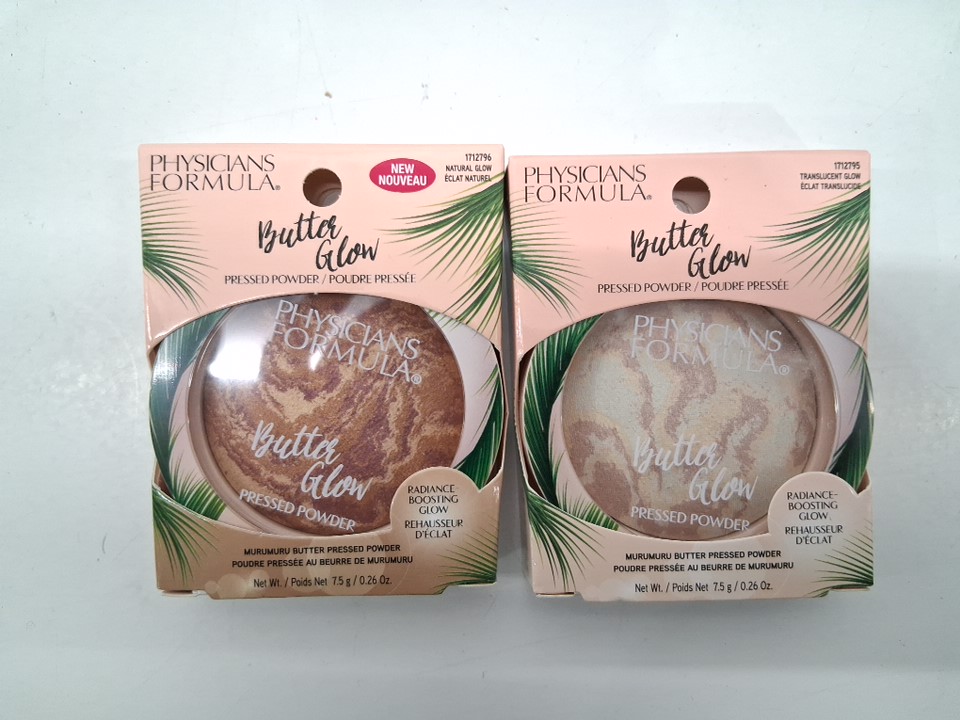 PHYSICIANS
FORMULA®
NEW
NOUVEAU
1712796
NATURAL GLOW
ÉCLAT NATUREL
Butter
Glow
PRESSED POWDER / POUDRE PRESSÉE
PHYSICIANS
FORMULA®
Butter
Glow
PRESSED POWDER
RADIANCE-
BOOSTING
GLOW
REHAUSSEUR
D'ÉCLAT
MURUMURU BUTTER PRESSED POWDER
POUDRE PRESSÉE AU BEURRE DE MURUMURU
Net Wt. / Poids Net 7.5 g / 0.26 Oz.
PHYSICIANS
FORMULA®
1712795
TRANSLUCENT GLOW
ÉCLAT TRANSLUCIDE
Butter
Glow
PRESSED POWDER / POUDRE PRESSÉE
PHYSICIANS
FORMULA®
Butter
Glow
PRESSED POWDER
RADIANCE-
BOOSTING
GLOW
REHAUSSEUR
D'ÉCLAT
MURUMURU BUTTER PRESSED POWDER
POUDRE PRESSÉE AU BEURRE DE MURUMURU
Net Wt. / Poids Net 7.5 g / 0.26 Oz.